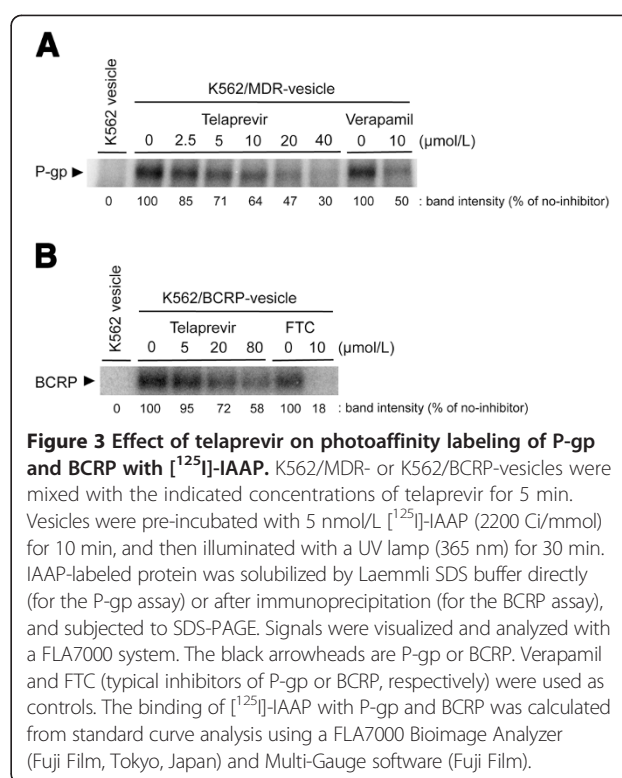 A
K562 vesicle
K562/MDR-vesicle
Telaprevir Verapamil
0 2.5 5 10 20 40 0 10 (µmol/L)
P-gp ►
0 100 85 71 64 47 30 100 50 : band intensity (% of no-inhibitor)
B
K562 vesicle
K562/BCRP-vesicle
Telaprevir FTC
0 5 20 80 0 10 (µmol/L)
BCRP ►
0 100 95 72 58 100 18 : band intensity (% of no-inhibitor)
Figure 3 Effect of telaprevir on photoaffinity labeling of P-gp
and BCRP with [¹²⁵I]-IAAP. K562/MDR- or K562/BCRP-vesicles were
mixed with the indicated concentrations of telaprevir for 5 min.
Vesicles were pre-incubated with 5 nmol/L [¹²⁵I]-IAAP (2200 Ci/mmol)
for 10 min, and then illuminated with a UV lamp (365 nm) for 30 min.
IAAP-labeled protein was solubilized by Laemmli SDS buffer directly
(for the P-gp assay) or after immunoprecipitation (for the BCRP assay),
and subjected to SDS-PAGE. Signals were visualized and analyzed with
a FLA7000 system. The black arrowheads are P-gp or BCRP. Verapamil
and FTC (typical inhibitors of P-gp or BCRP, respectively) were used as
controls. The binding of [¹²⁵I]-IAAP with P-gp and BCRP was calculated
from standard curve analysis using a FLA7000 Bioimage Analyzer
(Fuji Film, Tokyo, Japan) and Multi-Gauge software (Fuji Film).